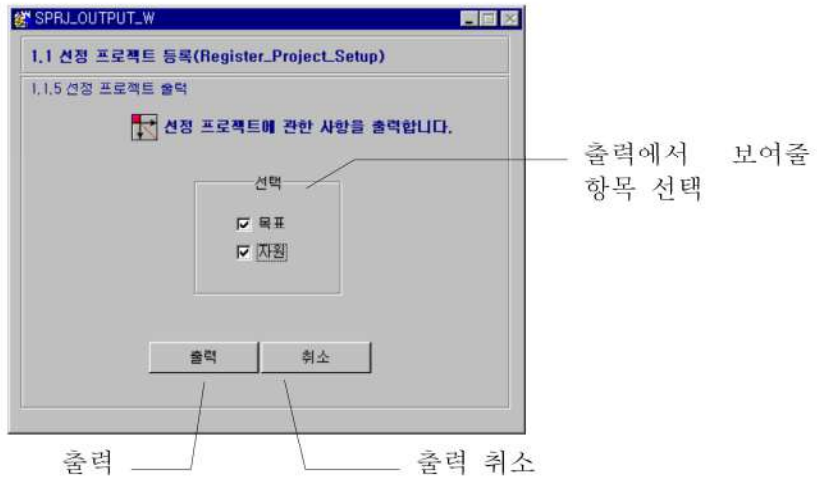 SPRJ_OUTPUT_W
1.1 선정 프로젝트 등록(Register_Project_Setup)
1.1.5 선정 프로젝트 출력
선정 프로젝트에 관한 사항을 출력합니다.
출력에서 보여줄
항목 선택
선택
목표
자원
출력 취소
출력 출력 취소